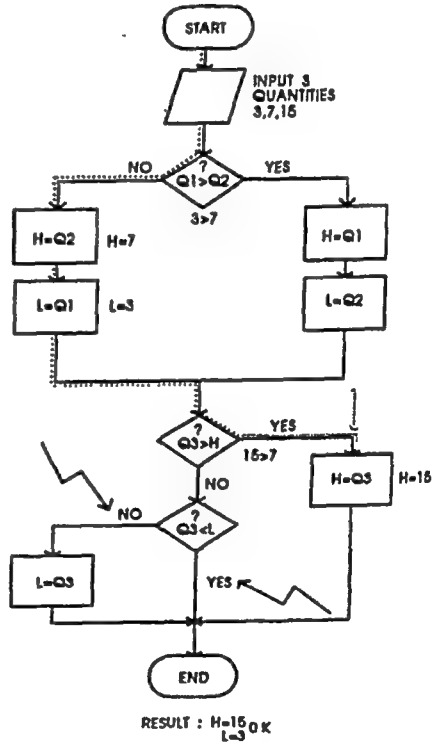 START
INPUT 3
QUANTITIES
3,7,15
NO
?
YES
Q1>Q2
3>7
H=Q2
H=7
H=Q1
L=Q1
L=3
L=Q2
?
YES
Q3>H
15>7
NO
H=Q3
H=15
?
NO
Q3<L
L=Q3
YES
END
RESULT : H=15 OK
L=3